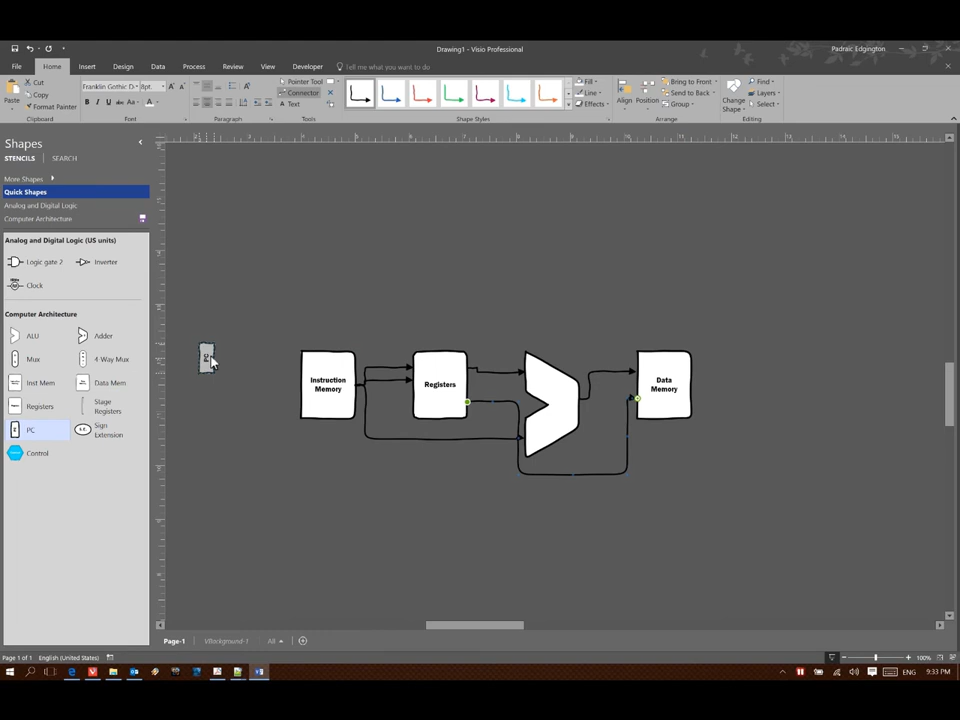 Drawing1 - Visio Professional
Padraic Edgington
File Home Insert Design Data Process Review View Developer Tell me what you want to do
Cut
Copy
Format Painter
Paste
Clipboard
Franklin Gothic D 8pt.
B I U abc Aa A
Font
Paragraph
Pointer Tool
Connector
A Text
Tools
Shape Styles
Fill
Line
Effects
Align
Position
Bring to Front
Send to Back
Group
Arrange
Change
Shape
Find
Layers
Select
Editing
Shapes
STENCILS SEARCH
More Shapes
Quick Shapes
Analog and Digital Logic
Computer Architecture
Analog and Digital Logic (US units)
Logic gate 2
Inverter
Clock
Computer Architecture
ALU
Adder
Mux
4-Way Mux
Inst Mem
Data Mem
Registers
Stage
Registers
PC
Sign
Extension
Control
PC
Instruction
Memory
Registers
Data
Memory
Page-1
VBackground-1
All
Page 1 of 1 English (United States)
100%
ENG 9:33 PM